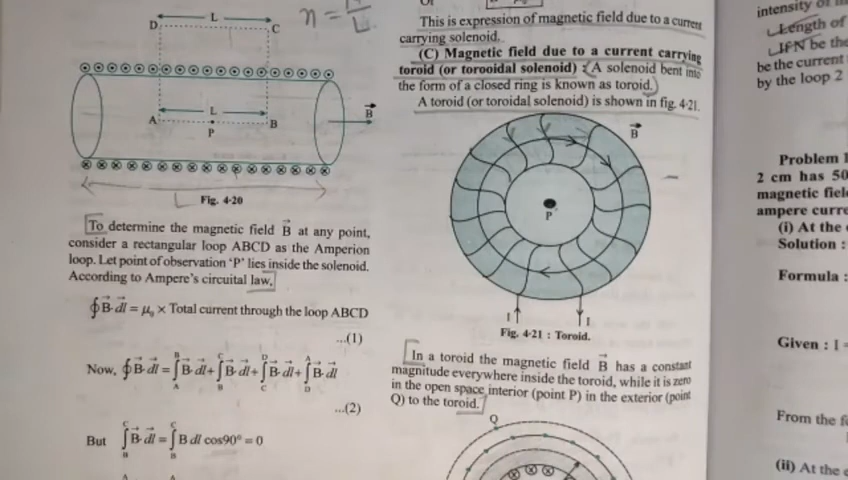 L
D
C
n = N/L
L
A
B
P
B⃗
L
Fig. 4·20
To determine the magnetic field B⃗ at any point,
consider a rectangular loop ABCD as the Amperion
loop. Let point of observation 'P' lies inside the solenoid.
According to Ampere's circuital law,
∮B⃗·dl⃗ = μ₀ × Total current through the loop ABCD
...(1)
Now, ∮B⃗·dl⃗ = ∫_A^B B⃗·dl⃗ + ∫_B^C B⃗·dl⃗ + ∫_C^D B⃗·dl⃗ + ∫_D^A B⃗·dl⃗
...(2)
But ∫_B^C B⃗·dl⃗ = ∫_B^C B dl cos90° = 0
This is expression of magnetic field due to a current
carrying solenoid.
(C) Magnetic field due to a current carrying
toroid (or torooidal solenoid) : A solenoid bent into
the form of a closed ring is known as toroid.
A toroid (or toroidal solenoid) is shown in fig. 4·21.
B⃗
P
I
I
Fig. 4·21 : Toroid.
In a toroid the magnetic field B⃗ has a constant
magnitude everywhere inside the toroid, while it is zero
in the open space interior (point P) in the exterior (point
Q) to the toroid.
Q
intensity of
Length of
If N be the
be the current
by the loop 2
Problem
2 cm has 50
magnetic
ampere
(i) At the
Solution :
Formula :
Given : I =
From the
(ii) At the